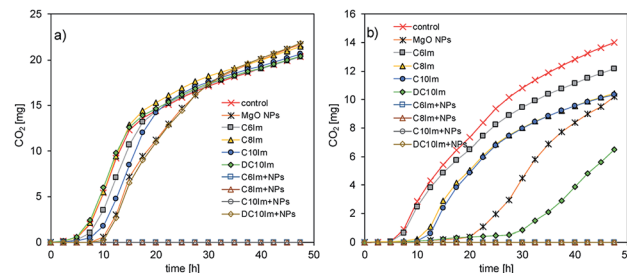 a)
25
20
15
10
5
0
CO2 [mg]
0 10 20 30 40 50
time [h]
control
MgO NPs
C6Im
C8Im
C10Im
DC10Im
C6Im+NPs
C8Im+NPs
C10Im+NPs
DC10Im+NPs
b)
16
14
12
10
8
6
4
2
0
CO2 [mg]
0 10 20 30 40 50
time [h]
control
MgO NPs
C6Im
C8Im
C10Im
DC10Im
C6Im+NPs
C8Im+NPs
C10Im+NPs
DC10Im+NPs